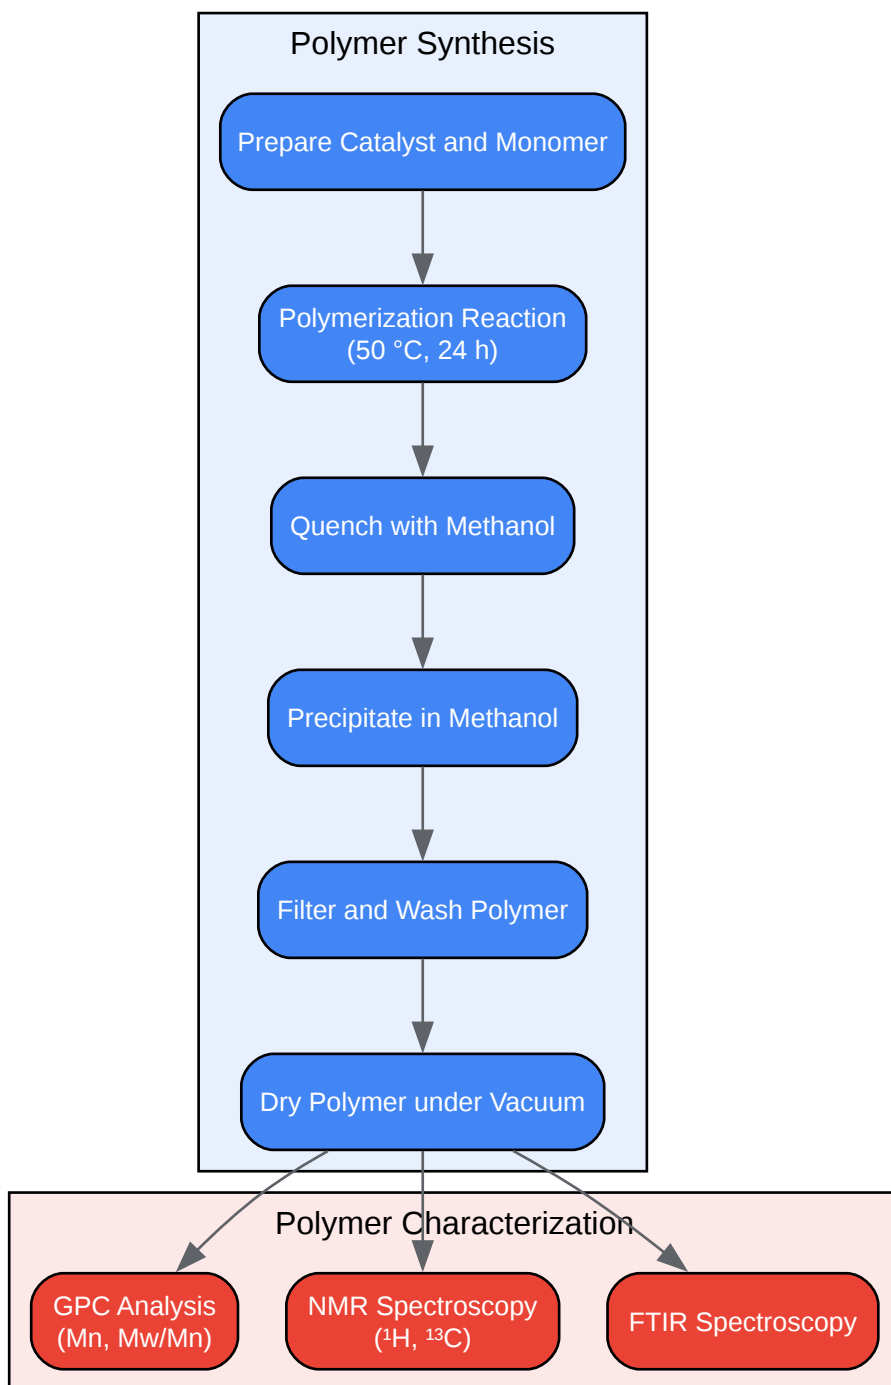 Polymer Synthesis
Prepare Catalyst and Monomer
Polymerization Reaction
(50 °C, 24 h)
Quench with Methanol
Precipitate in Methanol
Filter and Wash Polymer
Dry Polymer under Vacuum
Polymer Characterization
GPC Analysis
(Mn, Mw/Mn)
NMR Spectroscopy
(¹H, ¹³C)
FTIR Spectroscopy